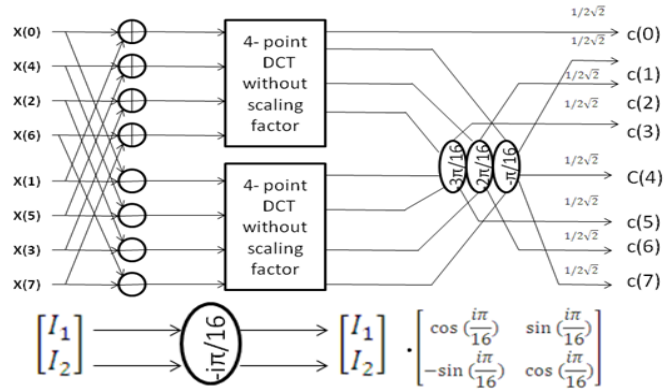 X(0)
X(4)
X(2)
X(6)
X(1)
X(5)
X(3)
X(7)
4- point
DCT
without
scaling
factor
4- point
DCT
without
scaling
factor
3π/16
2π/16
-π/16
1/2√2
1/2√2
1/2√2
1/2√2
1/2√2
1/2√2
1/2√2
1/2√2
c(0)
c(1)
c(2)
c(3)
C(4)
c(5)
c(6)
c(7)
[I₁ I₂]
-iπ/16
[I₁ I₂] . [cos (iπ/16) sin (iπ/16)
-sin (iπ/16) cos (iπ/16)]